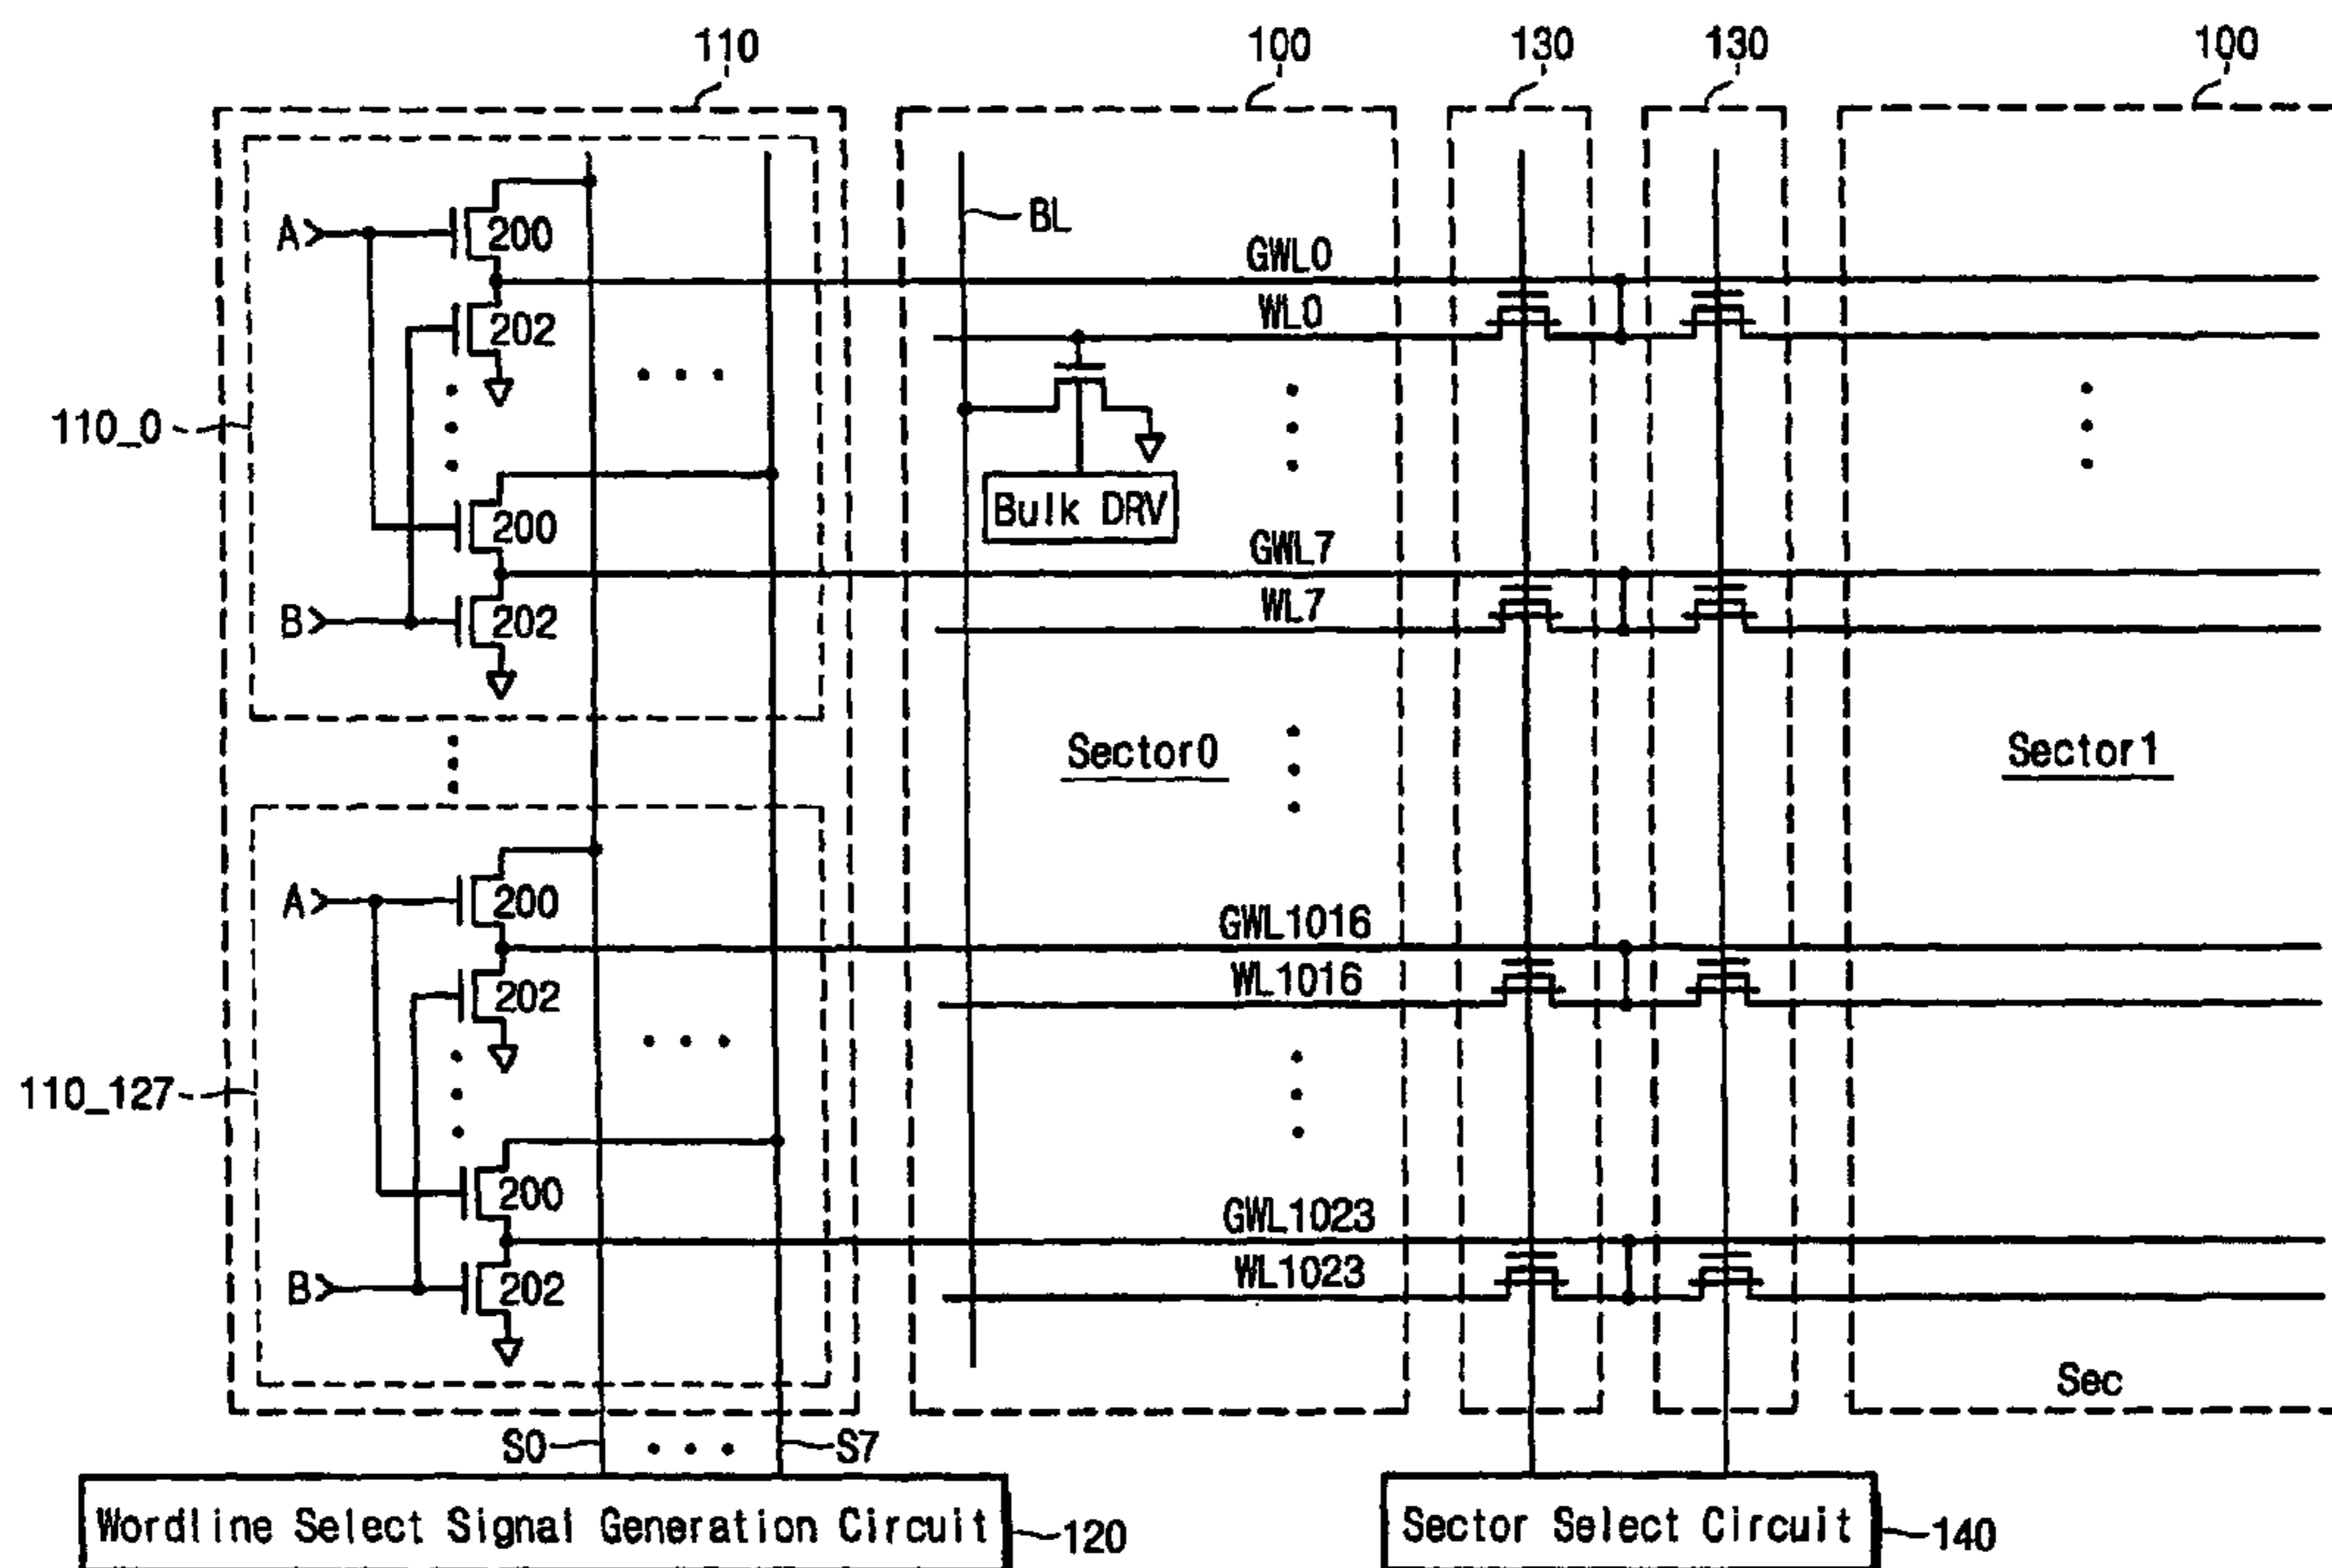 110
100
130
130
100
A
200
BL
GWL0
WL0
202
110_0
Bulk DRV
200
GWL7
WL7
B
202
Sector0
Sector1
A
200
GWL1016
WL1016
202
110_127
200
GWL1023
WL1023
B
202
Sec
S0
S7
Wordline Select Signal Generation Circuit
120
Sector Select Circuit
140